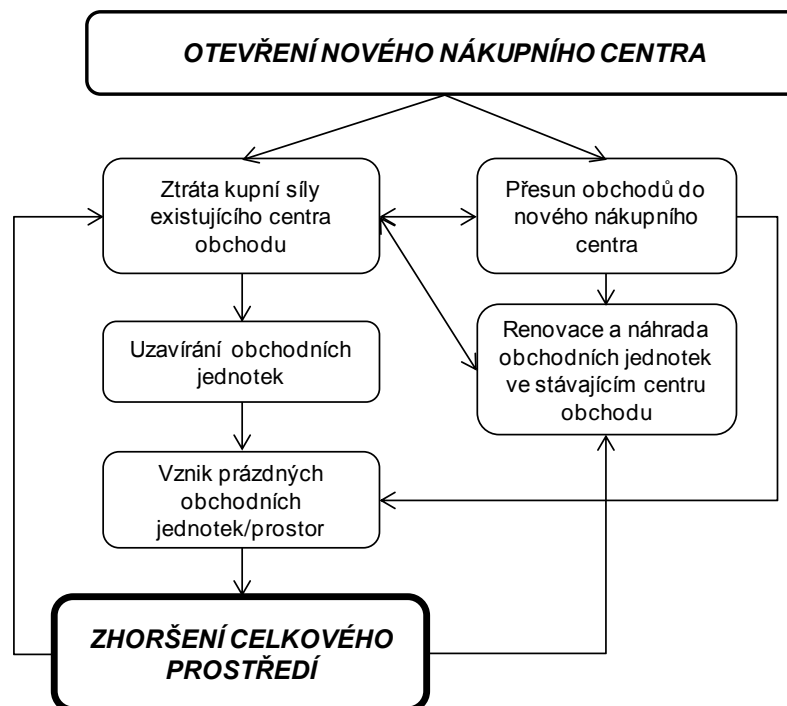 OTEVŘENÍ NOVÉHO NÁKUPNÍHO CENTRA
Ztráta kupní síly
existujícího centra
obchodu
Přesun obchodů do
nového nákupního
centra
Uzavírání obchodních
jednotek
Renovace a náhrada
obchodních jednotek
ve stávajícím centru
obchodu
Vznik prázdných
obchodních
jednotek/prostor
ZHORŠENÍ CELKOVÉHO
PROSTŘEDÍ